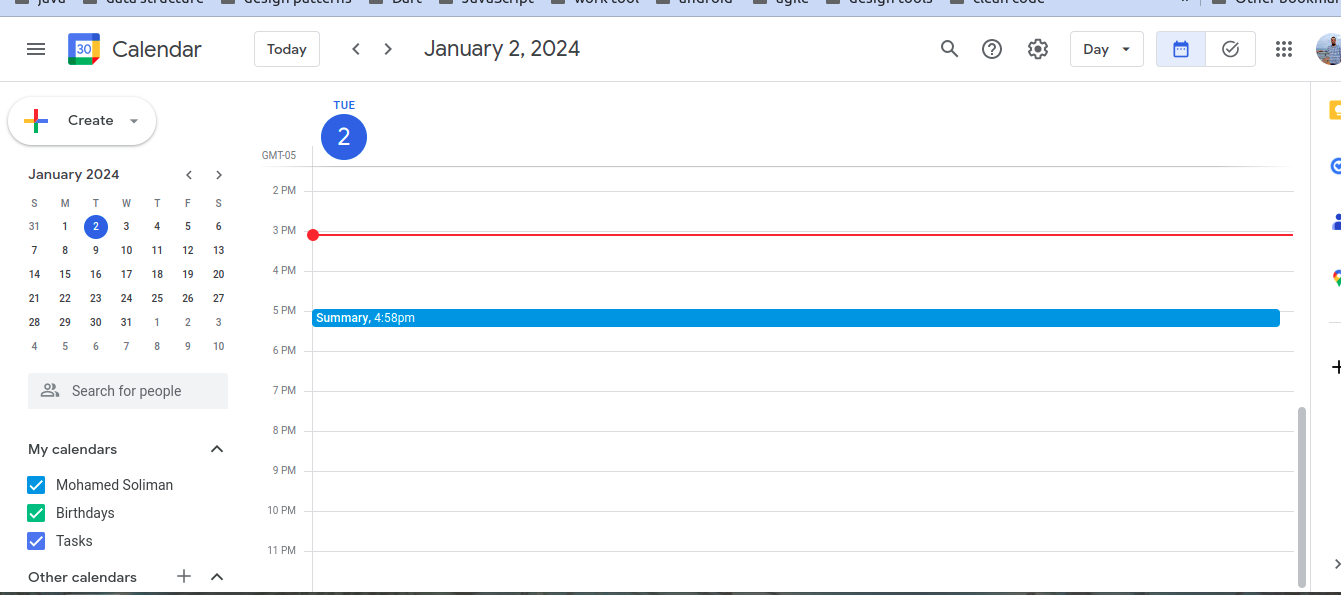 java data structure design patterns Dart JavaScript work tool android agile design tools clean code » Other bookmar
30 Calendar Today January 2, 2024 Day
Create
TUE
2
GMT-05
January 2024
S M T W T F S
31 1 2 3 4 5 6
7 8 9 10 11 12 13
14 15 16 17 18 19 20
21 22 23 24 25 26 27
28 29 30 31 1 2 3
4 5 6 7 8 9 10
Search for people
My calendars
Mohamed Soliman
Birthdays
Tasks
Other calendars
2 PM
3 PM
4 PM
5 PM
Summary, 4:58pm
6 PM
7 PM
8 PM
9 PM
10 PM
11 PM